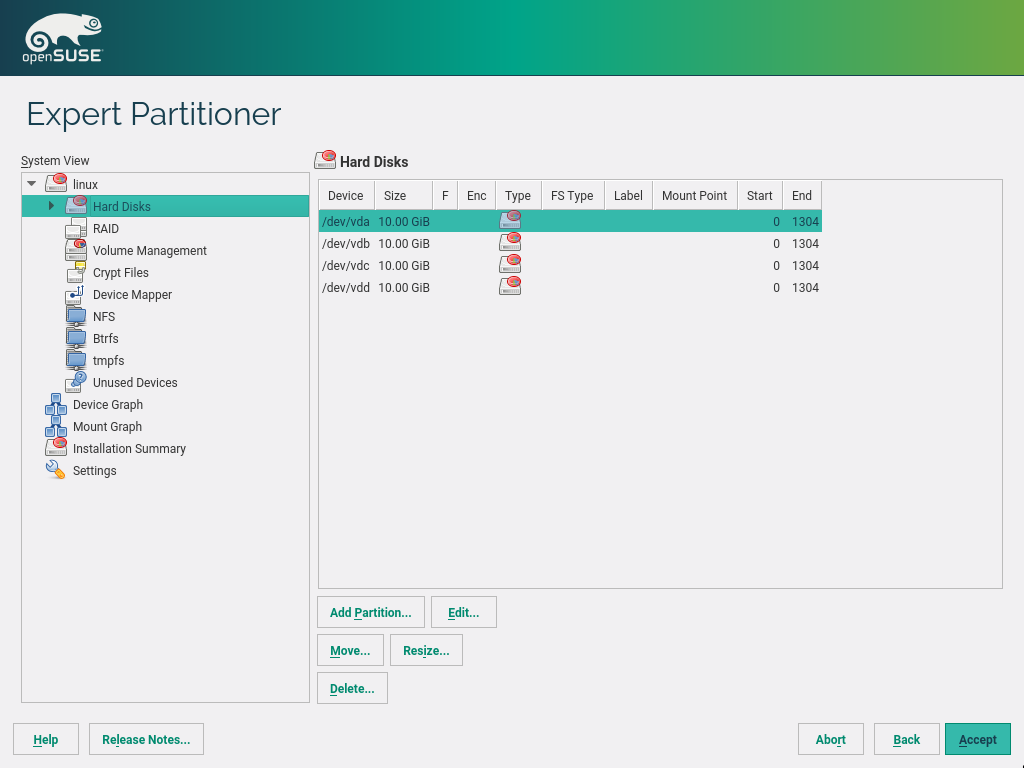 openSUSE
Expert Partitioner
System View
linux
Hard Disks
RAID
Volume Management
Crypt Files
Device Mapper
NFS
Btrfs
tmpfs
Unused Devices
Device Graph
Mount Graph
Installation Summary
Settings
Hard Disks
Device Size F Enc Type FS Type Label Mount Point Start End
/dev/vda 10.00 GiB 0 1304
/dev/vdb 10.00 GiB 0 1304
/dev/vdc 10.00 GiB 0 1304
/dev/vdd 10.00 GiB 0 1304
Add Partition... Edit...
Move... Resize...
Delete...
Help Release Notes... Abort Back Accept